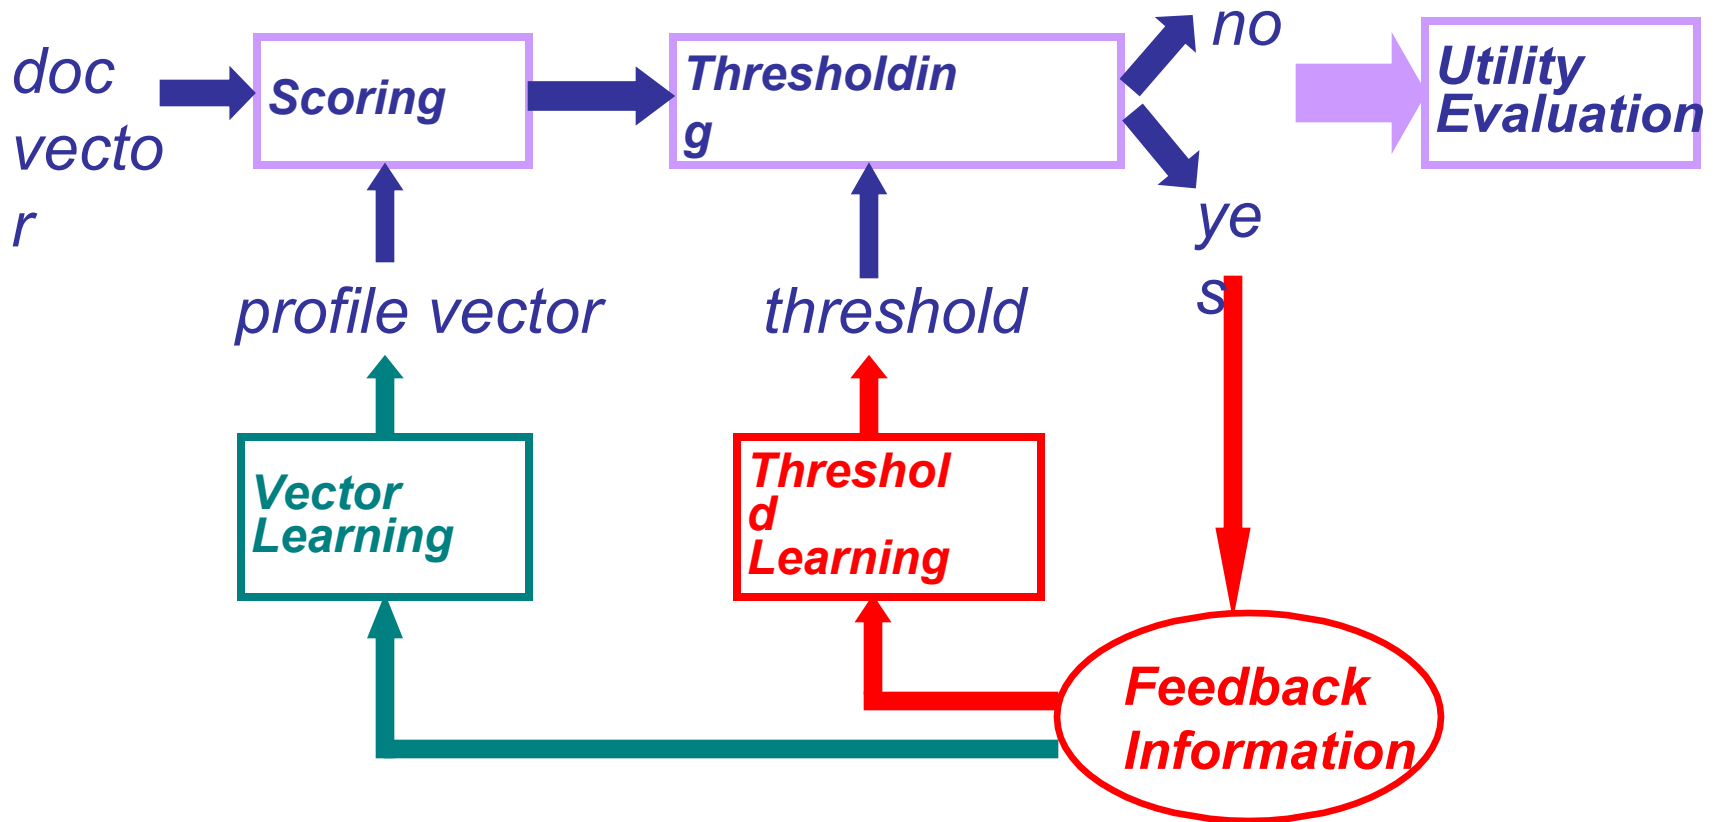 doc
vecto
r
Scoring
Thresholdin
g
no
ye
s
Utility
Evaluation
profile vector
threshold
Vector
Learning
Threshol
d
Learning
Feedback
Information